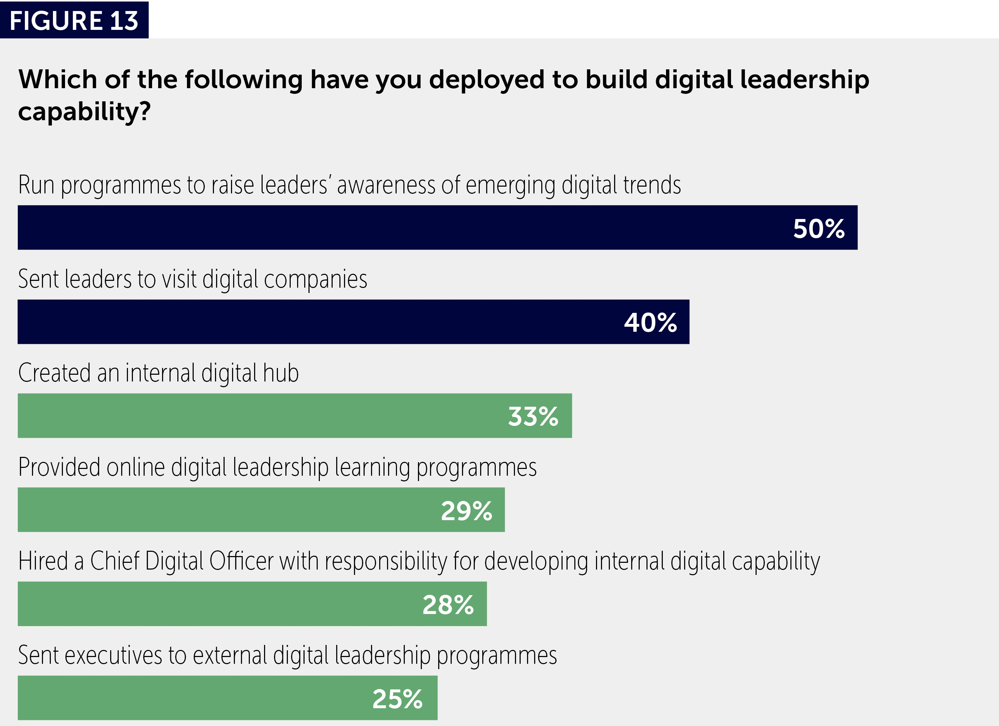 FIGURE 13
Which of the following have you deployed to build digital leadership
capability?
Run programmes to raise leaders’ awareness of emerging digital trends
50%
Sent leaders to visit digital companies
40%
Created an internal digital hub
33%
Provided online digital leadership learning programmes
29%
Hired a Chief Digital Officer with responsibility for developing internal digital capability
28%
Sent executives to external digital leadership programmes
25%